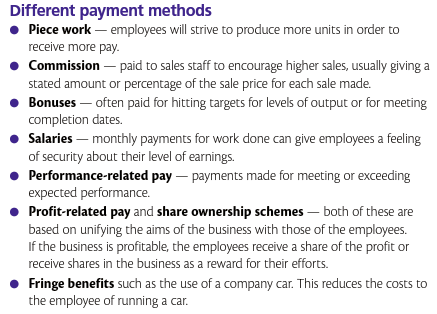 Different payment methods
● Piece work — employees will strive to produce more units in order to
receive more pay.
● Commission — paid to sales staff to encourage higher sales, usually giving a
stated amount or percentage of the sale price for each sale made.
● Bonuses — often paid for hitting targets for levels of output or for meeting
completion dates.
● Salaries — monthly payments for work done can give employees a feeling
of security about their level of earnings.
● Performance-related pay — payments made for meeting or exceeding
expected performance.
● Profit-related pay and share ownership schemes — both of these are
based on unifying the aims of the business with those of the employees.
If the business is profitable, the employees receive a share of the profit or
receive shares in the business as a reward for their efforts.
● Fringe benefits such as the use of a company car. This reduces the costs to
the employee of running a car.